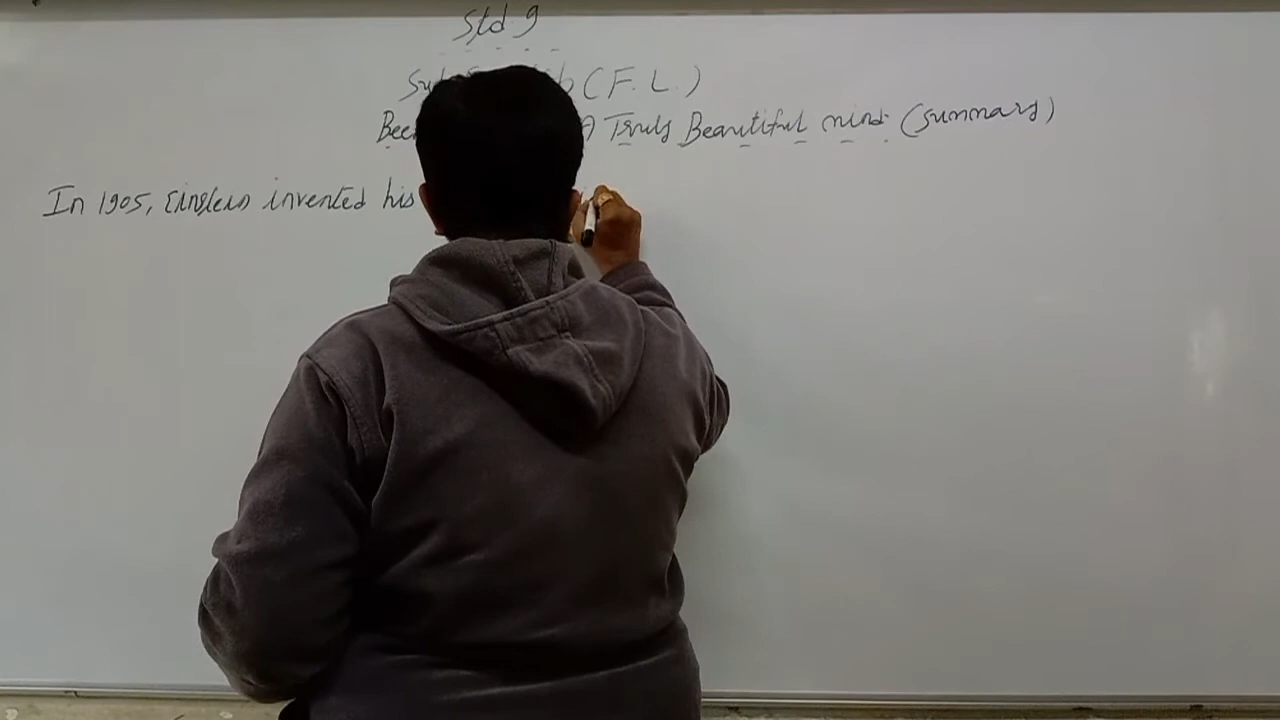 Std 9
(F. L.)
A Truly Beautiful mind (summary)
In 1905, Einstein invented his